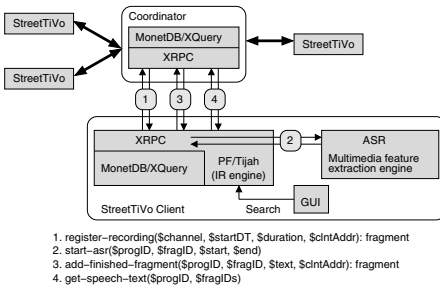 Coordinator
StreetTiVo
MonetDB/XQuery
StreetTiVo
XRPC
StreetTiVo
1
3
4
XRPC
2
ASR
MonetDB/XQuery
PF/Tijah
(IR engine)
Multimedia feature
extraction engine
GUI
StreetTiVo Client
Search
1. register−recording($channel, $startDT, $duration, $clntAddr): fragment
2. start−asr($progID, $fragID, $start, $end)
3. add−finished−fragment($progID, $fragID, $text, $clntAddr): fragment
4. get−speech−text($progID, $fragIDs)